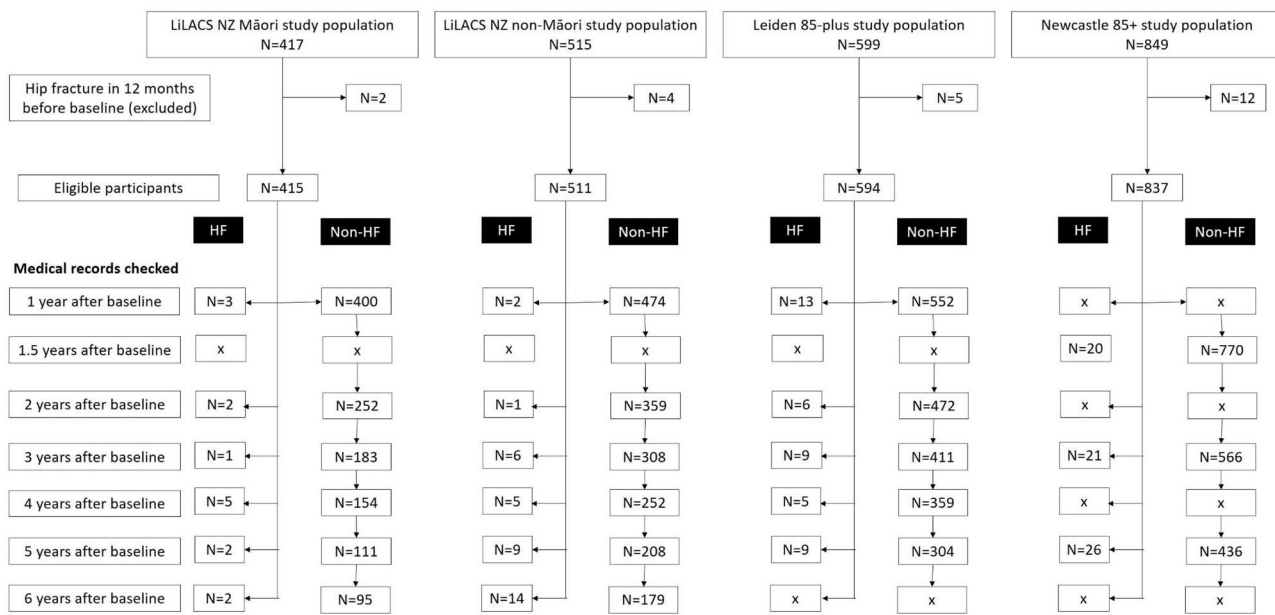 LiLACS NZ Māori study population
N=417
LiLACS NZ non-Māori study population
N=515
Leiden 85-plus study population
N=599
Newcastle 85+ study population
N=849
Hip fracture in 12 months
before baseline (excluded)
N=2
N=4
N=5
N=12
Eligible participants
N=415
N=511
N=594
N=837
HF
Non-HF
HF
Non-HF
HF
Non-HF
HF
Non-HF
Medical records checked
1 year after baseline
N=3
N=400
N=2
N=474
N=13
N=552
x
x
1.5 years after baseline
x
x
x
x
x
x
N=20
N=770
2 years after baseline
N=2
N=252
N=1
N=359
N=6
N=472
x
x
3 years after baseline
N=1
N=183
N=6
N=308
N=9
N=411
N=21
N=566
4 years after baseline
N=5
N=154
N=5
N=252
N=5
N=359
x
x
5 years after baseline
N=2
N=111
N=9
N=208
N=9
N=304
N=26
N=436
6 years after baseline
N=2
N=95
N=14
N=179
x
x
x
x